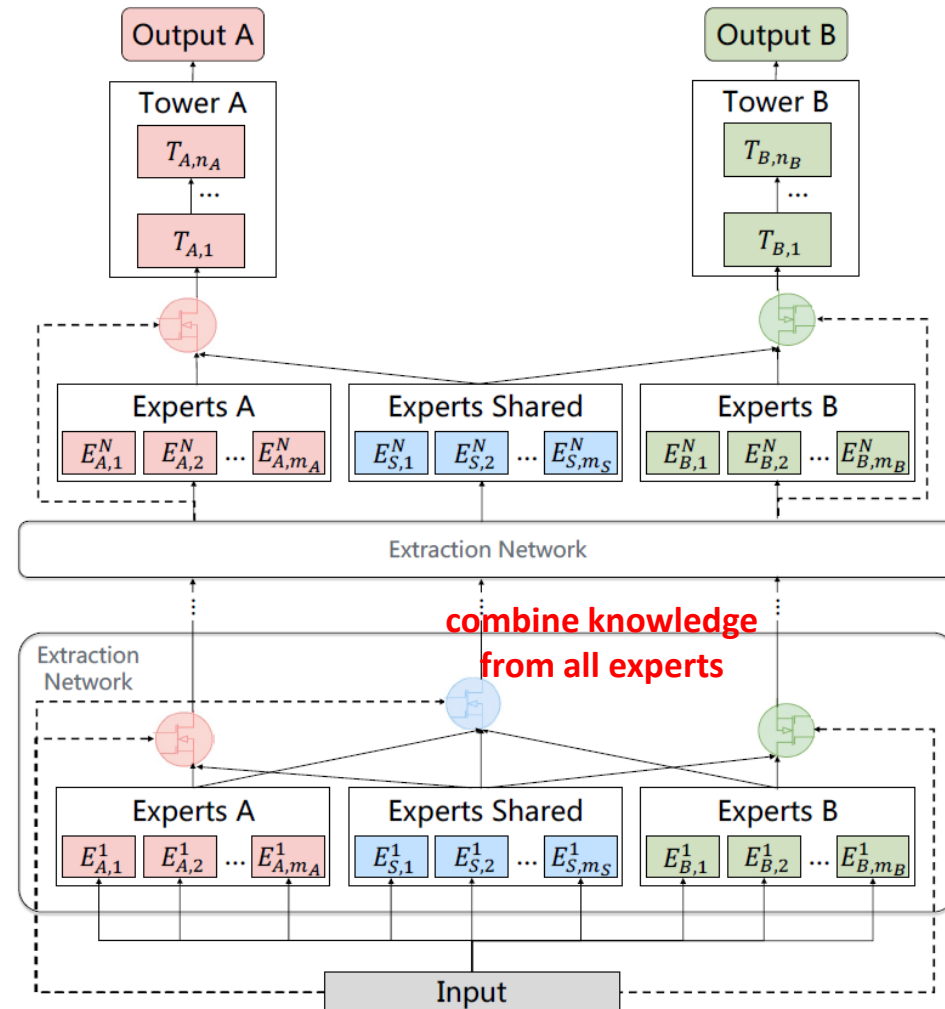 Output A
Output B
Tower A
Tower B
T_{A,n_A}
T_{B,n_B}
...
...
T_{A,1}
T_{B,1}
Experts A
Experts Shared
Experts B
E^N_{A,1} E^N_{A,2} ... E^N_{A,m_A}
E^N_{S,1} E^N_{S,2} ... E^N_{S,m_S}
E^N_{B,1} E^N_{B,2} ... E^N_{B,m_B}
Extraction Network
...
...
...
combine knowledge
from all experts
Extraction
Network
Experts A
Experts Shared
Experts B
E^1_{A,1} E^1_{A,2} ... E^1_{A,m_A}
E^1_{S,1} E^1_{S,2} ... E^1_{S,m_S}
E^1_{B,1} E^1_{B,2} ... E^1_{B,m_B}
Input